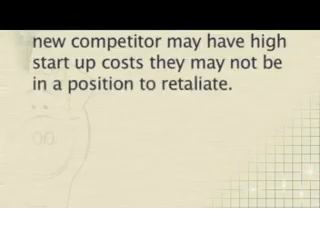 new competitor may have high
start up costs they may not be
in a position to retaliate.